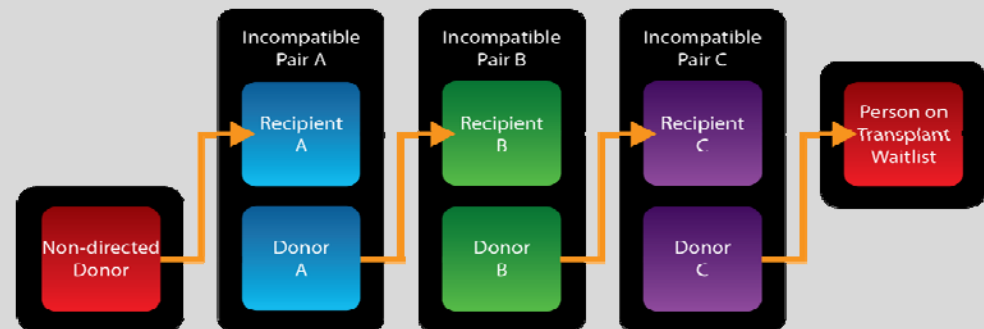 Incompatible
Pair A
Incompatible
Pair B
Incompatible
Pair C
Recipient
A
Recipient
B
Recipient
C
Person on
Transplant
Waitlist
Non-directed
Donor
Donor
A
Donor
B
Donor
C